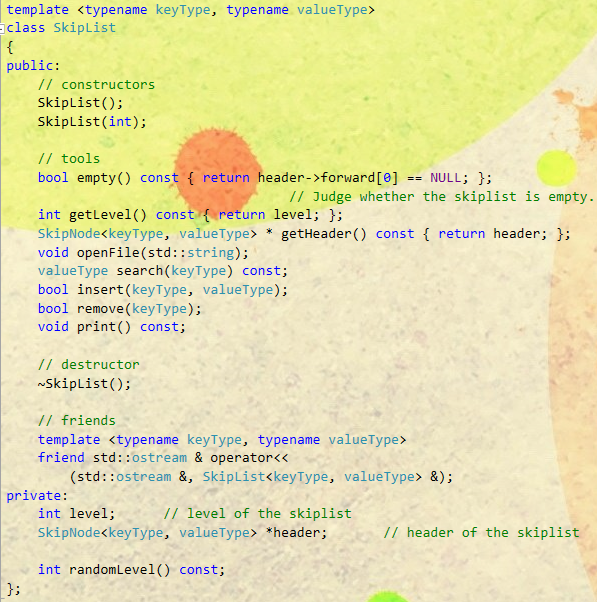 template <typename keyType, typename valueType>
class SkipList
{
public:
    // constructors
    SkipList();
    SkipList(int);

    // tools
    bool empty() const { return header->forward[0] == NULL; };
                                // Judge whether the skiplist is empty.
    int getLevel() const { return level; };
    SkipNode<keyType, valueType> * getHeader() const { return header; };
    void openFile(std::string);
    valueType search(keyType) const;
    bool insert(keyType, valueType);
    bool remove(keyType);
    void print() const;

    // destructor
    ~SkipList();

    // friends
    template <typename keyType, typename valueType>
    friend std::ostream & operator<<
        (std::ostream &, SkipList<keyType, valueType> &);
private:
    int level;      // level of the skiplist
    SkipNode<keyType, valueType> *header;       // header of the skiplist

    int randomLevel() const;
};